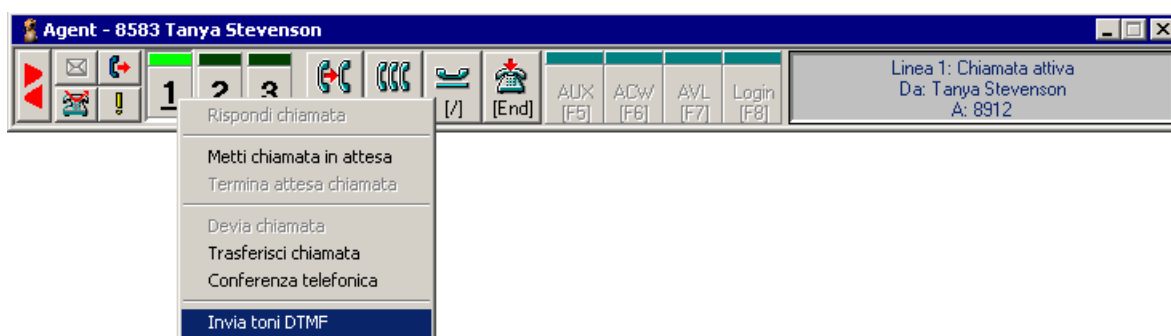 Agent - 8583 Tanya Stevenson
1
2
3
[/]
[End]
AUX
[F5]
ACW
[F6]
AVL
[F7]
Login
[F8]
Linea 1: Chiamata attiva
Da: Tanya Stevenson
A: 8912
Rispondi chiamata
Metti chiamata in attesa
Termina attesa chiamata
Devia chiamata
Trasferisci chiamata
Conferenza telefonica
Invia toni DTMF